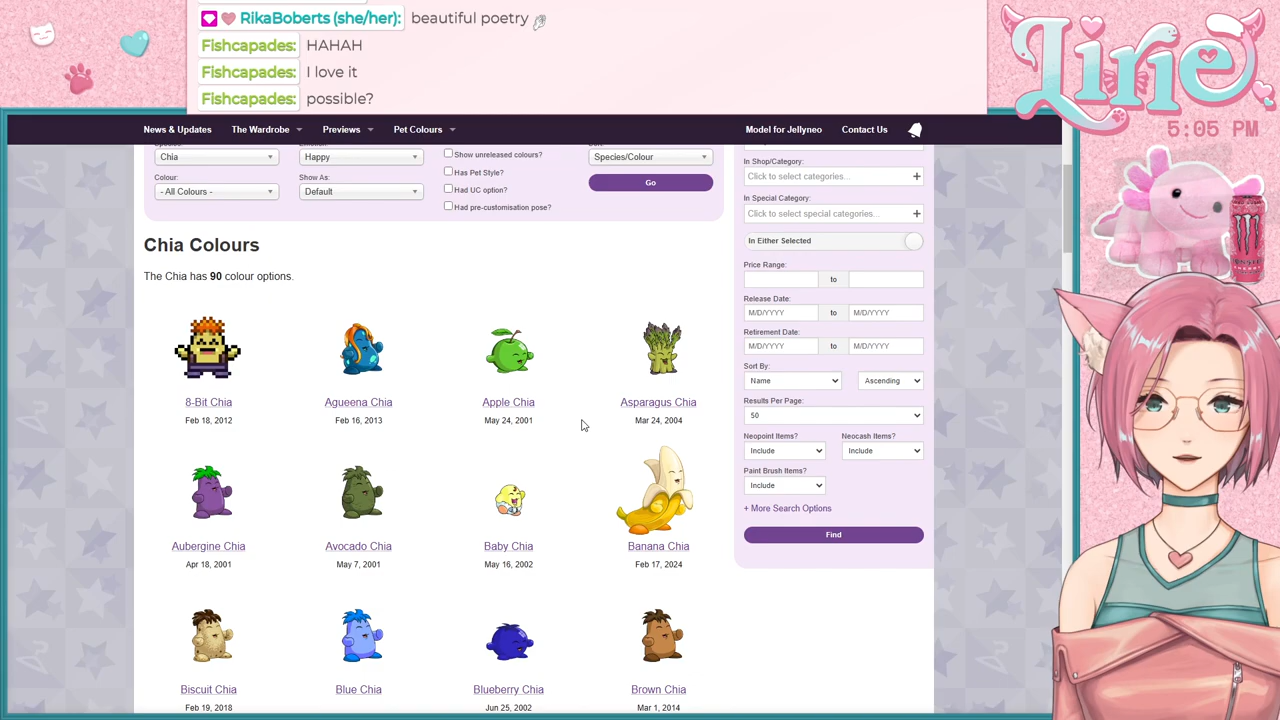 RikaBoberts (she/her): beautiful poetry
Fishcapades: HAHAH
Fishcapades: I love it
Fishcapades: possible?
Lirie
5:05 PM
News & Updates The Wardrobe Previews Pet Colours Model for Jellyneo Contact Us
Chia
Happy
Show unreleased colours?
Species/Colour
Has Pet Style?
Colour:
Show As:
Had UC option?
Go
- All Colours -
Default
Had pre-customisation pose?
In Shop/Category:
Click to select categories... +
In Special Category:
Click to select special categories... +
In Either Selected
Price Range:
to
Release Date:
M/D/YYYY to M/D/YYYY
Retirement Date:
M/D/YYYY to M/D/YYYY
Sort By:
Name Ascending
Results Per Page:
50
Neopoint Items? Neocash Items?
Include Include
Paint Brush Items?
Include
+ More Search Options
Find
Chia Colours
The Chia has 90 colour options.
8-Bit Chia Agueena Chia Apple Chia Asparagus Chia
Feb 18, 2012 Feb 16, 2013 May 24, 2001 Mar 24, 2004
Aubergine Chia Avocado Chia Baby Chia Banana Chia
Apr 18, 2001 May 7, 2001 May 16, 2002 Feb 17, 2024
Biscuit Chia Blue Chia Blueberry Chia Brown Chia
Feb 19, 2018 Jun 25, 2002 Mar 1, 2014